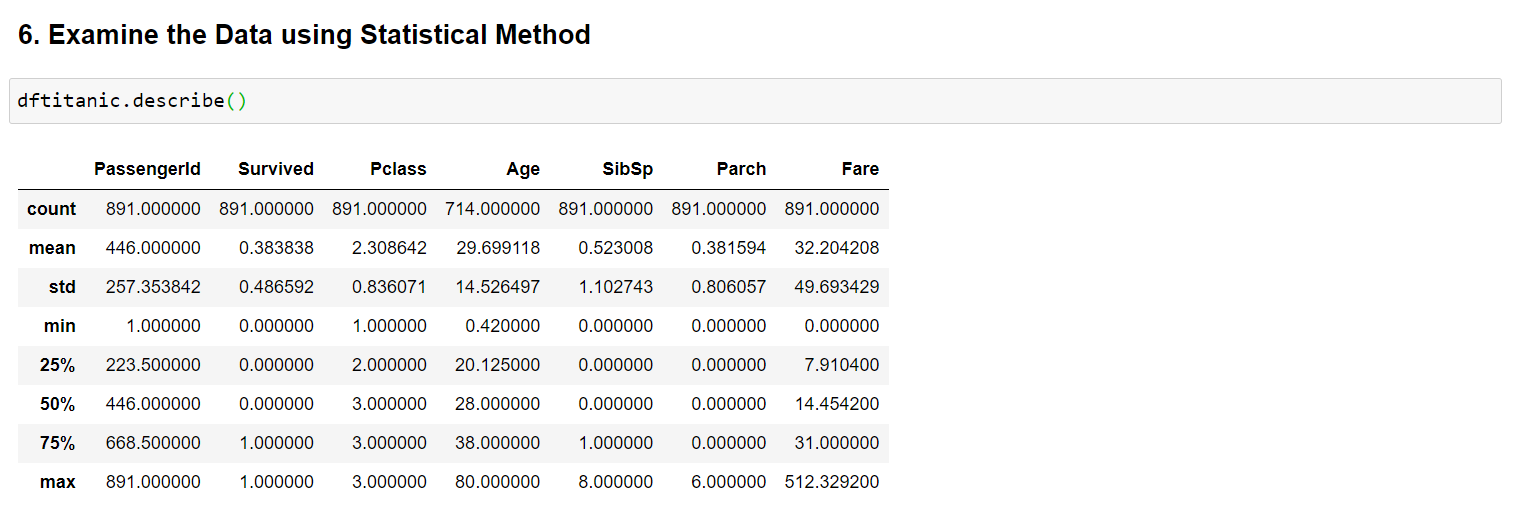 6. Examine the Data using Statistical Method
dftitanic.describe()
PassengerId Survived Pclass Age SibSp Parch Fare
count 891.000000 891.000000 891.000000 714.000000 891.000000 891.000000 891.000000
mean 446.000000 0.383838 2.308642 29.699118 0.523008 0.381594 32.204208
std 257.353842 0.486592 0.836071 14.526497 1.102743 0.806057 49.693429
min 1.000000 0.000000 1.000000 0.420000 0.000000 0.000000 0.000000
25% 223.500000 0.000000 2.000000 20.125000 0.000000 0.000000 7.910400
50% 446.000000 0.000000 3.000000 28.000000 0.000000 0.000000 14.454200
75% 668.500000 1.000000 3.000000 38.000000 1.000000 0.000000 31.000000
max 891.000000 1.000000 3.000000 80.000000 8.000000 6.000000 512.329200